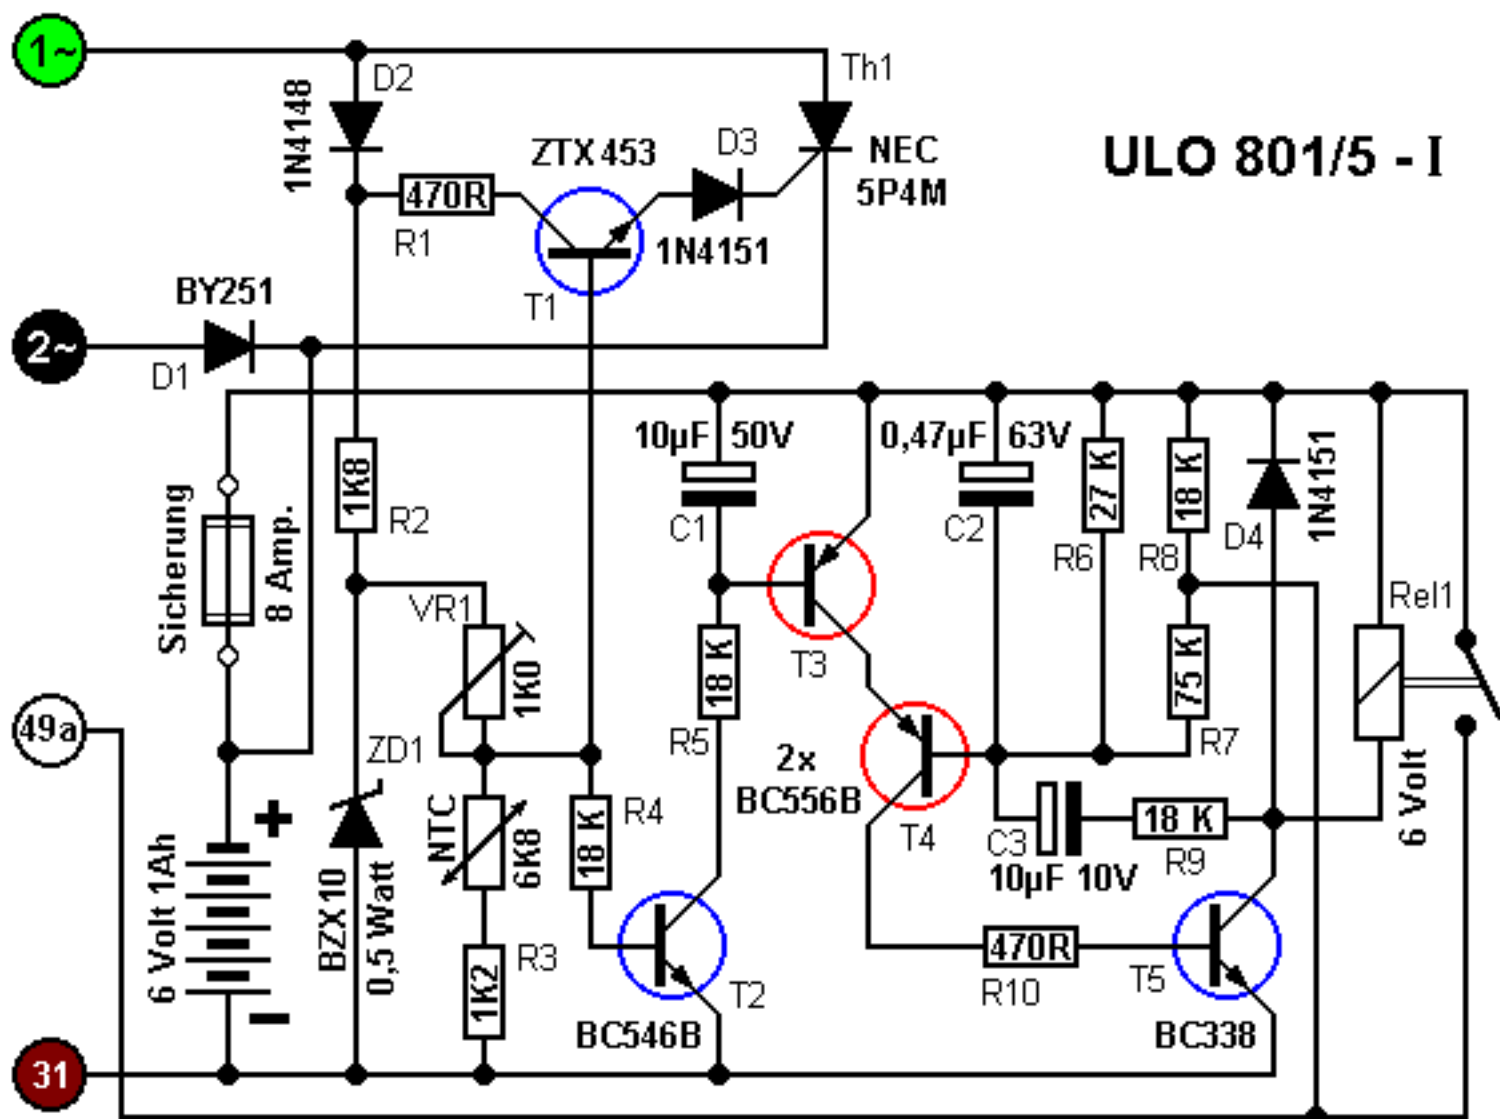 1~
D2
Th1
1N4148
ZTX 453
D3
NEC
5P4M
ULO 801/5 - I
470R
R1
1N4151
T1
BY251
2~
D1
10µF 50V
0,47µF 63V
Sicherung
8 Amp.
1K8
R2
C1
C2
27 K
R6
18 K
R8
D4
1N4151
VR1
1K0
18 K
R5
T3
75 K
R7
Rel1
6 Volt
49a
ZD1
2x
BC556B
T4
NTC
6K8
18 K
R4
C3
10µF 10V
18 K
R9
6 Volt 1Ah
+
−
BZX10
0,5 Watt
R3
1K2
T2
BC546B
470R
R10
T5
BC338
31